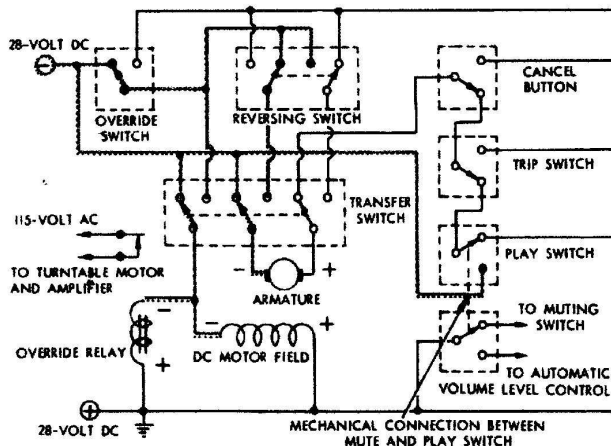 28-VOLT DC
OVERRIDE
SWITCH
REVERSING SWITCH
CANCEL
BUTTON
TRIP SWITCH
TRANSFER
SWITCH
115-VOLT AC
TO TURNTABLE MOTOR
AND AMPLIFIER
- +
ARMATURE
PLAY SWITCH
-
+
OVERRIDE RELAY
- +
DC MOTOR FIELD
TO MUTING
SWITCH
TO AUTOMATIC
VOLUME LEVEL CONTROL
28-VOLT DC
MECHANICAL CONNECTION BETWEEN
MUTE AND PLAY SWITCH